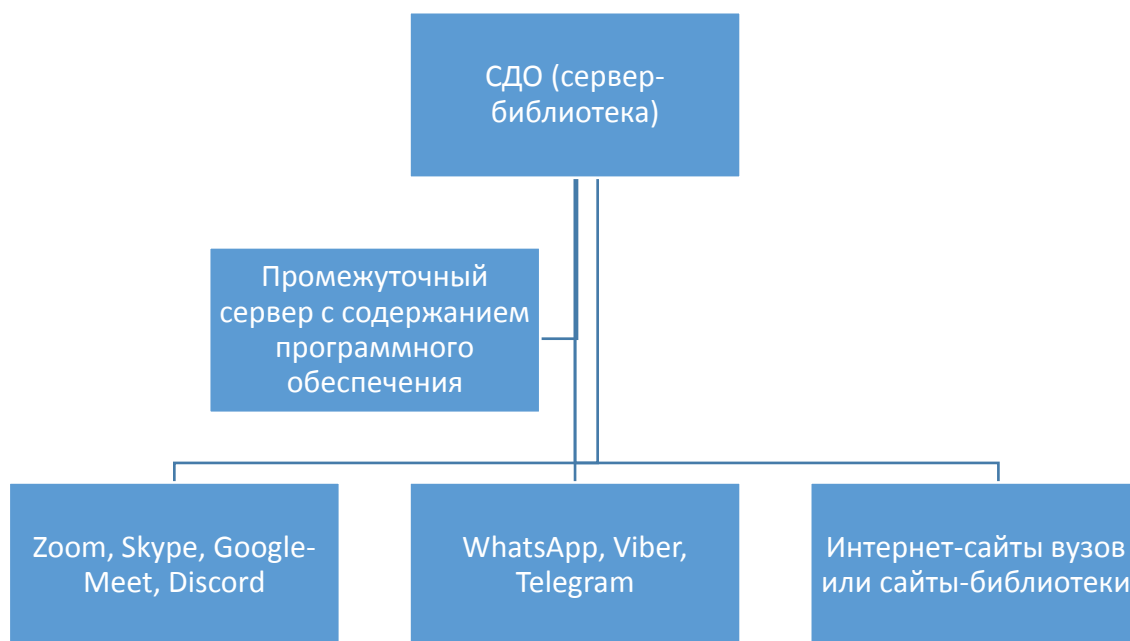 СДО (сервер-
библиотека)
Промежуточный
сервер с содержанием
программного
обеспечения
Zoom, Skype, Google-
Meet, Discord
WhatsApp, Viber,
Telegram
Интернет-сайты вузов
или сайты-библиотеки